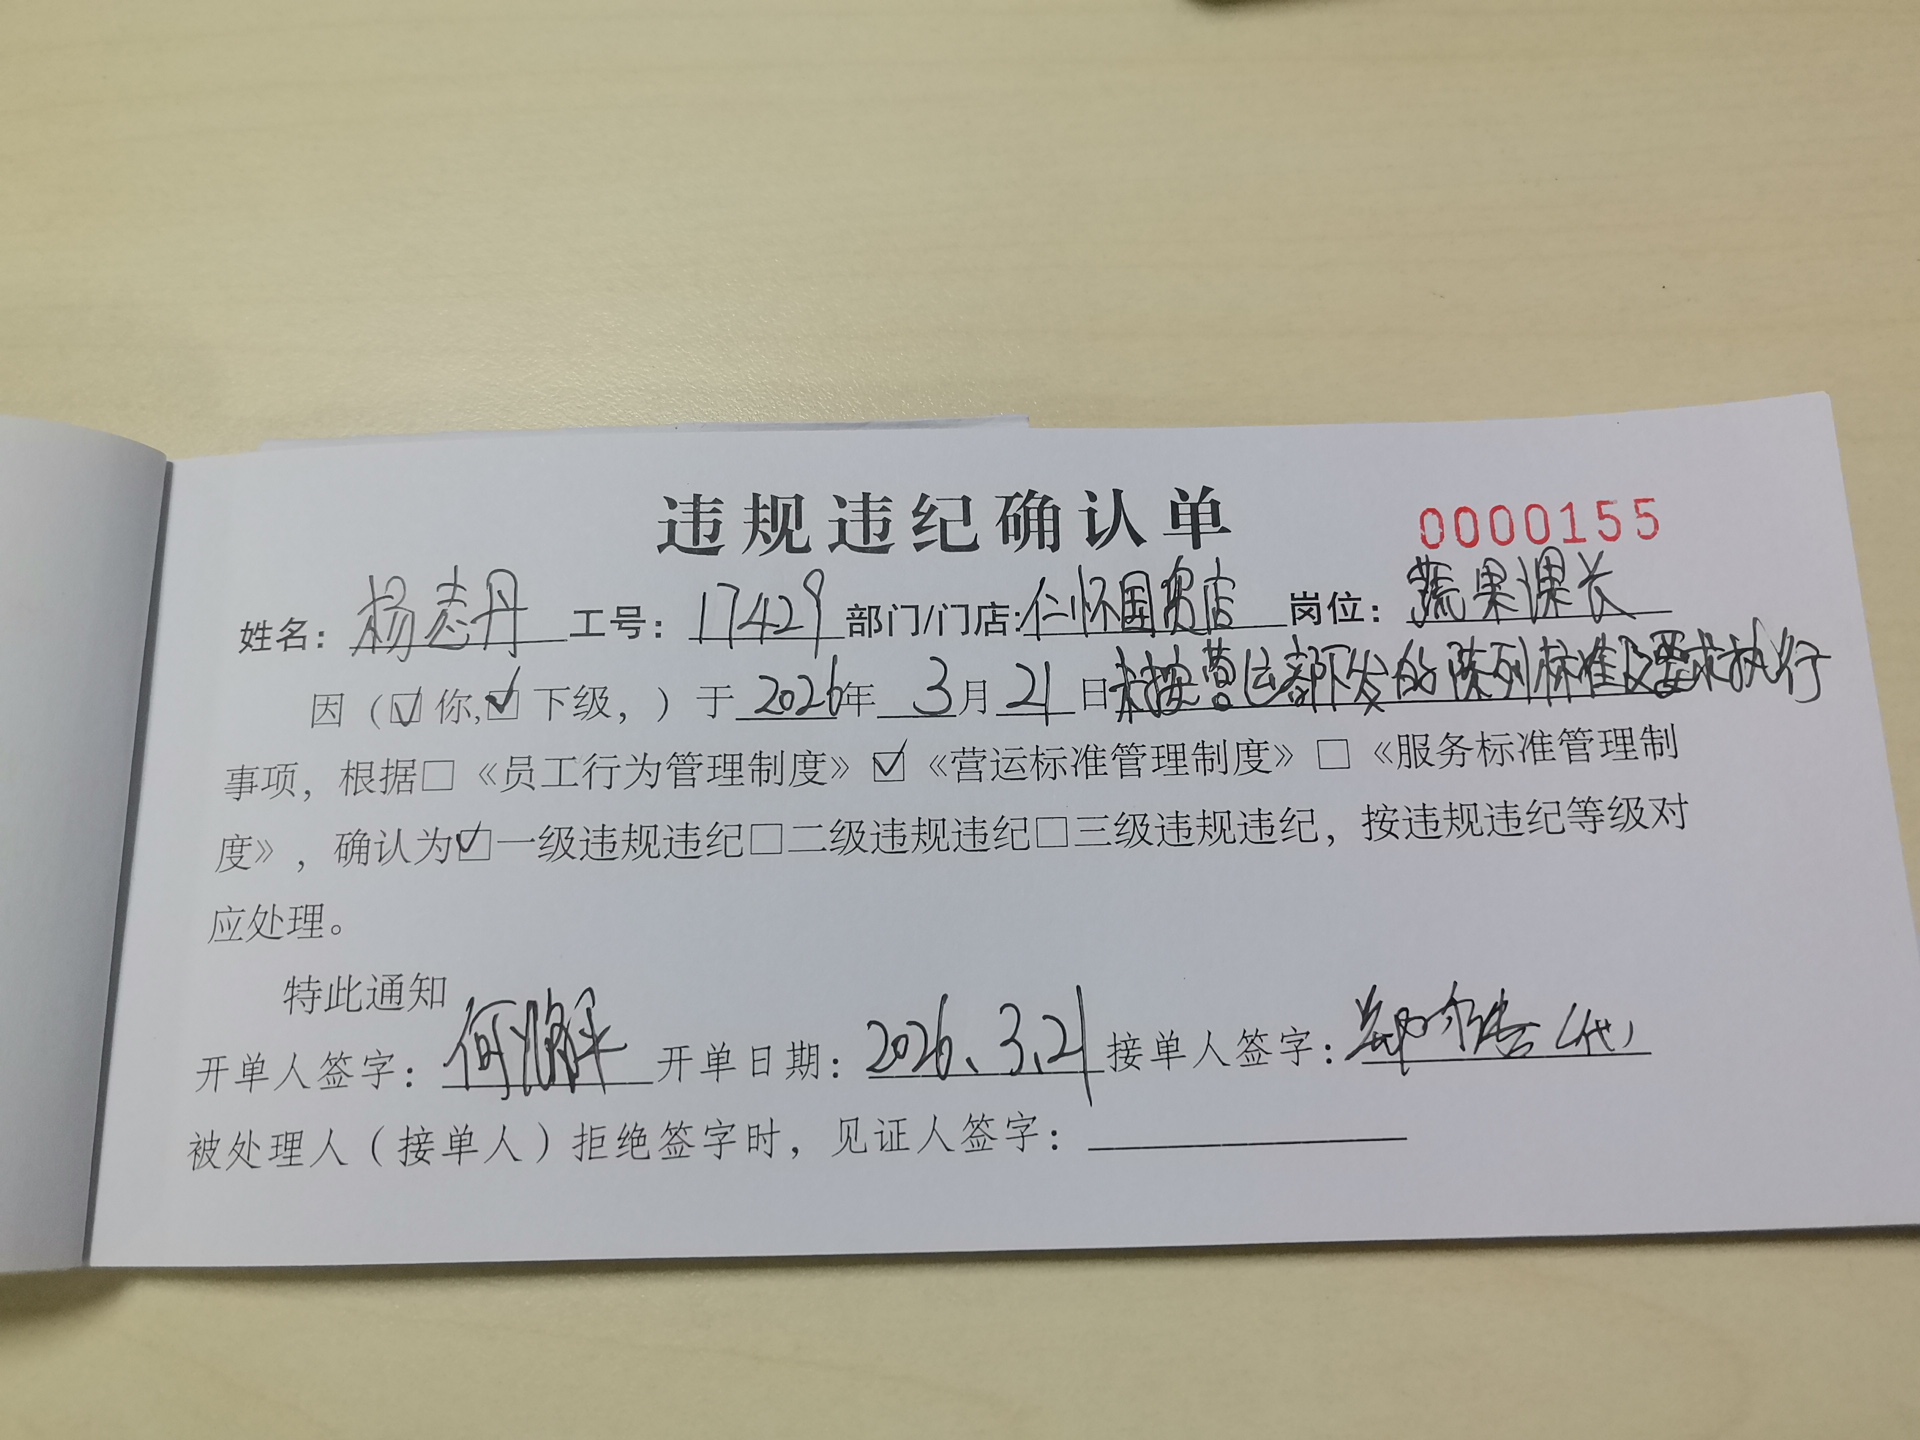 违规违纪确认单 0000155
姓名：杨志丹 工号：17429 部门/门店：仁怀国贸店 岗位：蔬果课长
因（☑你,☑下级，）于2026年3月21日未按营运部下发的陈列标准及要求执行
事项，根据□《员工行为管理制度》☑《营运标准管理制度》□《服务标准管理制
度》，确认为☑一级违规违纪□二级违规违纪□三级违规违纪，按违规违纪等级对
应处理。
特此通知
开单人签字：何 开单日期：2026、3、21 接单人签字：郑（代）
被处理人（接单人）拒绝签字时，见证人签字：